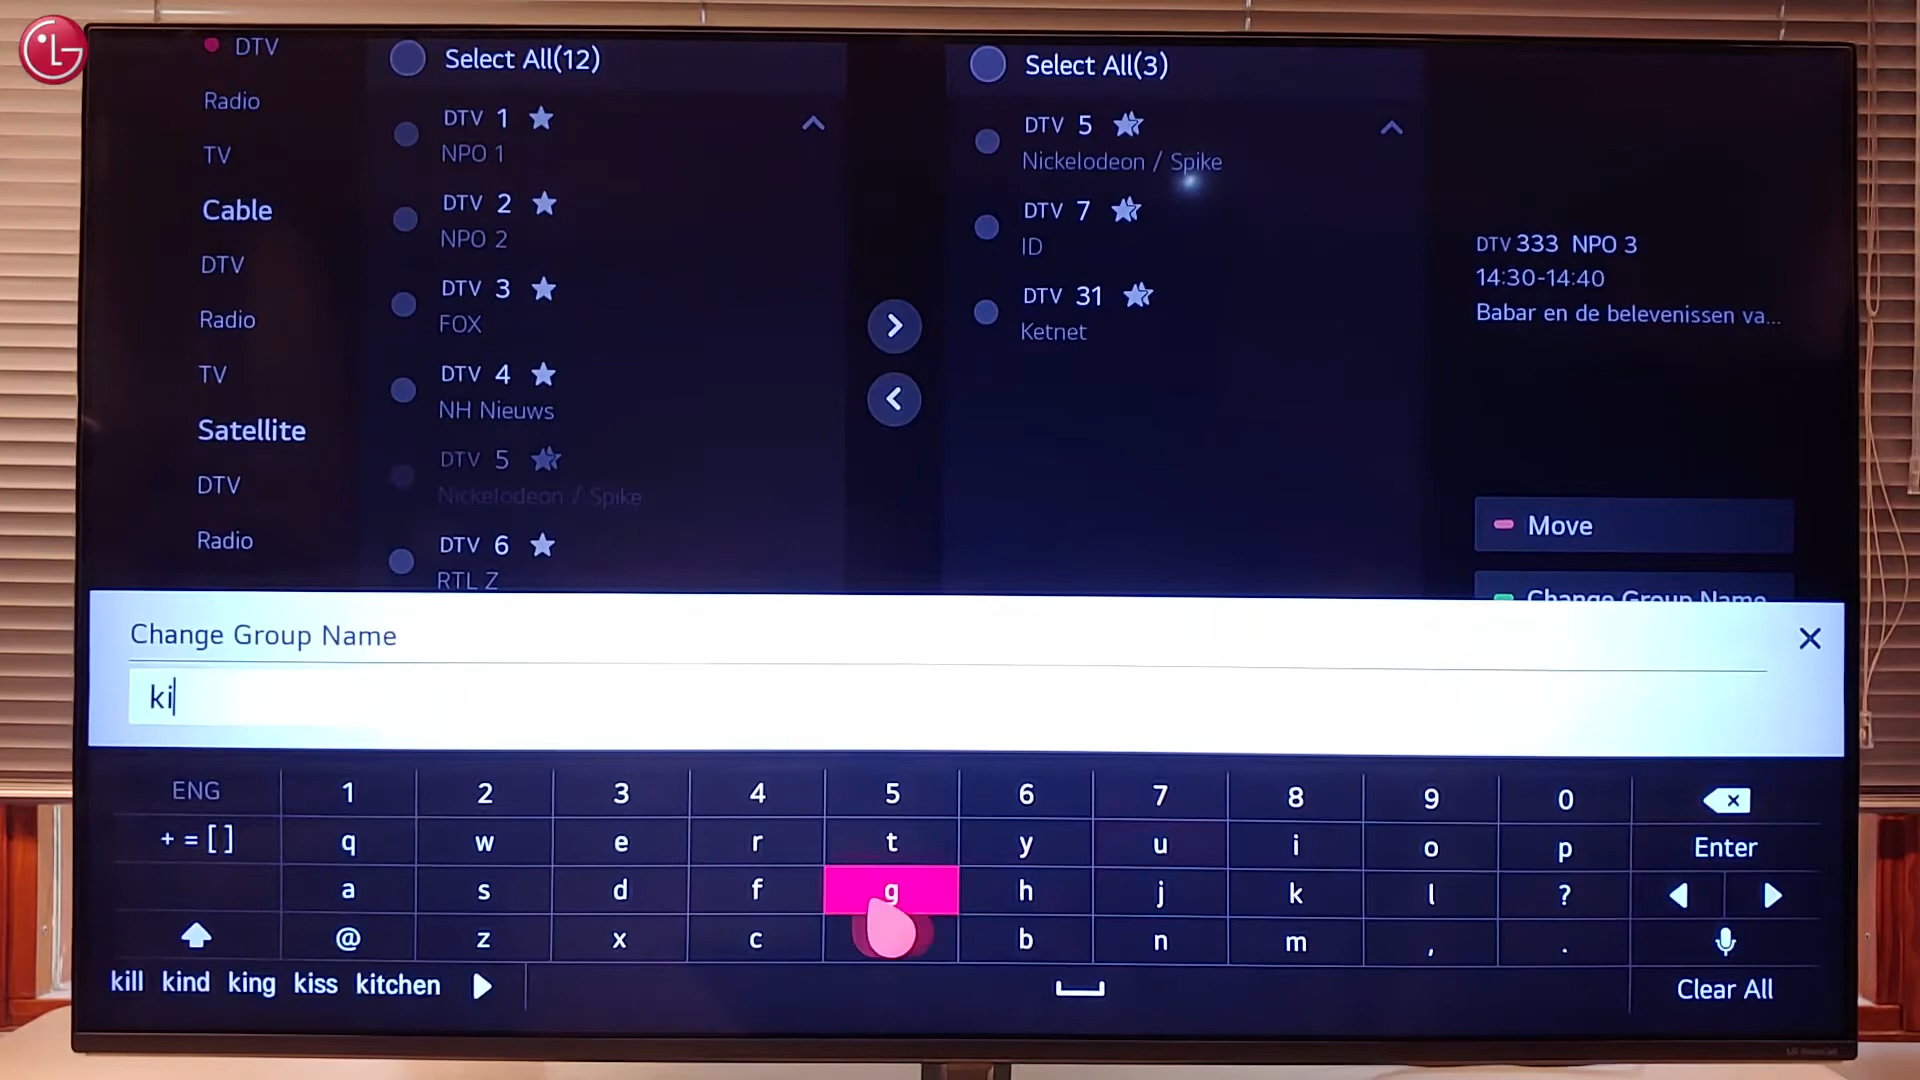 LG
DTV
Radio
TV
Cable
DTV
Radio
TV
Satellite
DTV
Radio
Select All(12)
DTV 1
NPO 1
DTV 2
NPO 2
DTV 3
FOX
DTV 4
NH Nieuws
DTV 5
Nickelodeon / Spike
DTV 6
RTL Z
Select All(3)
DTV 5
Nickelodeon / Spike
DTV 7
ID
DTV 31
Ketnet
DTV 333 NPO 3
14:30-14:40
Babar en de belevenissen va...
Move
Change Group Name
Change Group Name
ki
ENG 1 2 3 4 5 6 7 8 9 0
+ = [ ] q w e r t y u i o p Enter
a s d f g h j k l ?
@ z x c b n m , .
kill kind king kiss kitchen Clear All